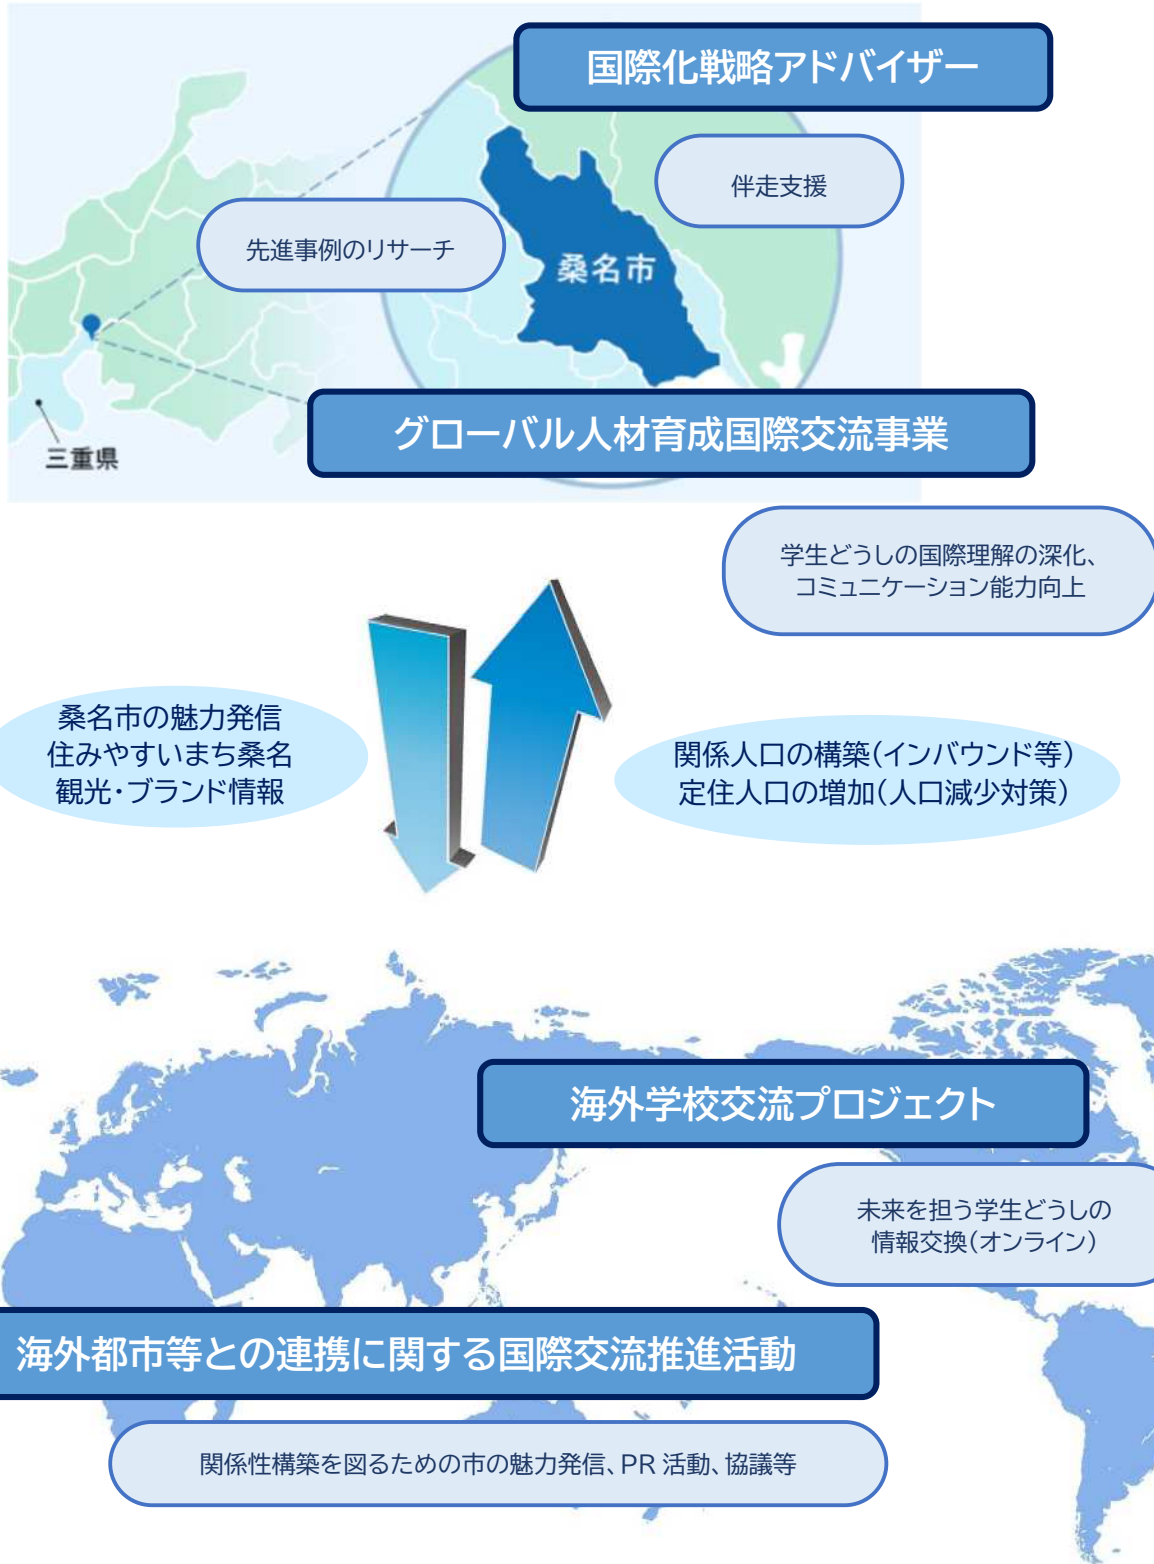 国際化戦略アドバイザー
伴走支援
先進事例のリサーチ
桑名市
グローバル人材育成国際交流事業
三重県
学生どうしの国際理解の深化、
コミュニケーション能力向上
桑名市の魅力発信
住みやすいまち桑名
観光・ブランド情報
関係人口の構築(インバウンド等)
定住人口の増加(人口減少対策)
海外学校交流プロジェクト
未来を担う学生どうしの
情報交換(オンライン)
海外都市等との連携に関する国際交流推進活動
関係性構築を図るための市の魅力発信、PR 活動、協議等